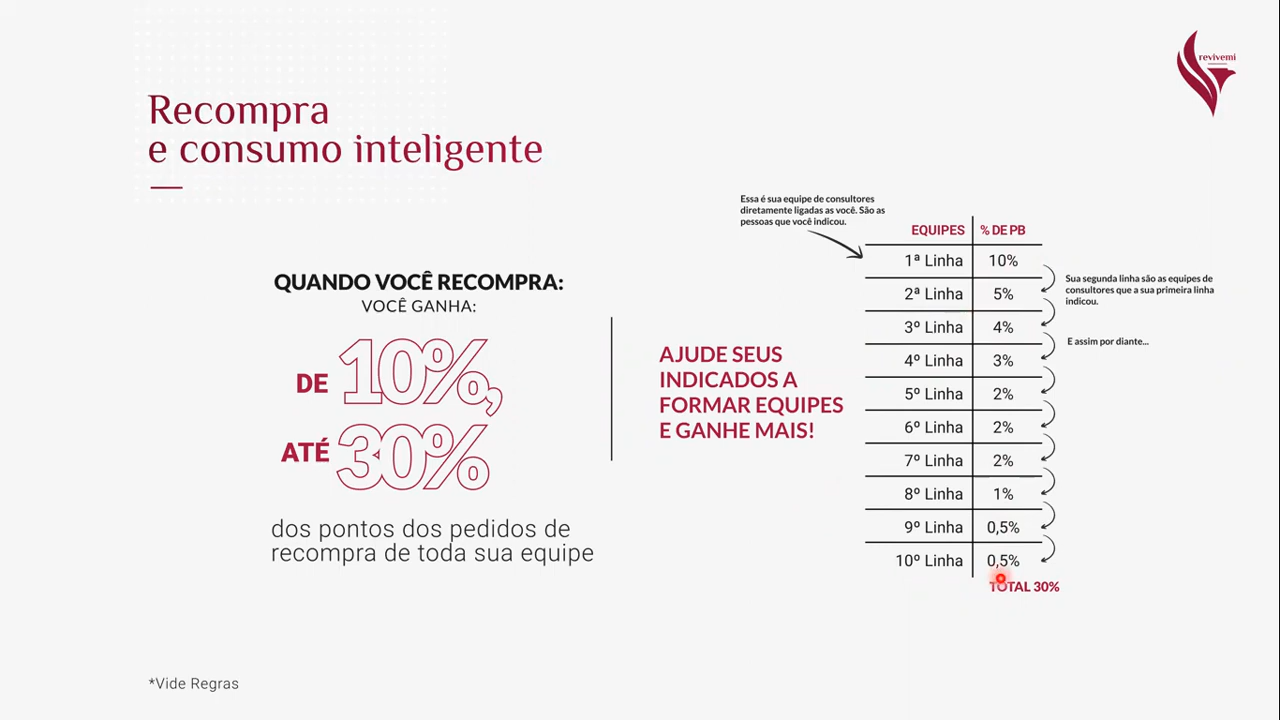 revivemi
Recompra
e consumo inteligente
QUANDO VOCÊ RECOMPRA:
VOCÊ GANHA:
DE 10%,
ATÉ 30%
dos pontos dos pedidos de
recompra de toda sua equipe
AJUDE SEUS
INDICADOS A
FORMAR EQUIPES
E GANHE MAIS!
Essa é sua equipe de consultores
diretamente ligadas as você. São as
pessoas que você indicou.
EQUIPES % DE PB
1ª Linha 10%
2ª Linha 5%
3º Linha 4%
4º Linha 3%
5º Linha 2%
6º Linha 2%
7º Linha 2%
8º Linha 1%
9º Linha 0,5%
10º Linha 0,5%
TOTAL 30%
Sua segunda linha são as equipes de
consultores que a sua primeira linha
indicou.
E assim por diante...
*Vide Regras